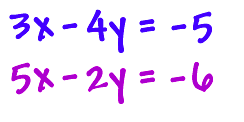 3x - 4y = -5
5x - 2y = -6